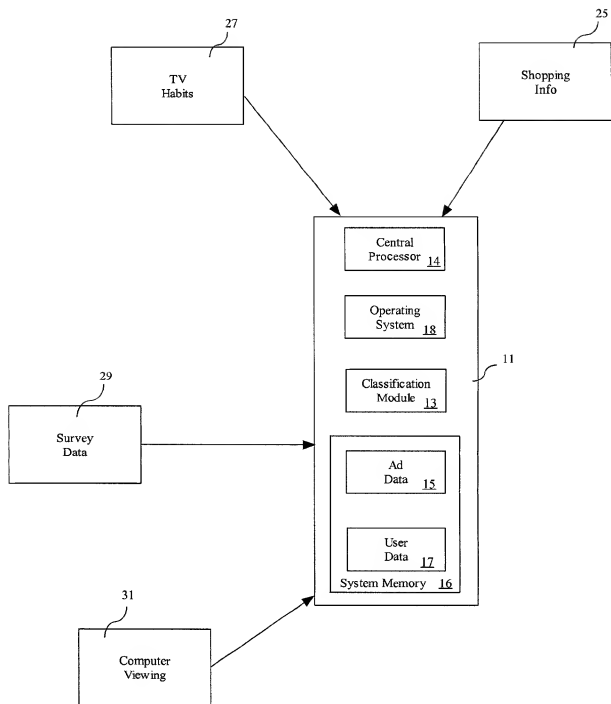 27
TV
Habits
25
Shopping
Info
Central
Processor 14
Operating
System 18
11
Classification
Module 13
29
Survey
Data
Ad
Data 15
User
Data 17
System Memory 16
31
Computer
Viewing